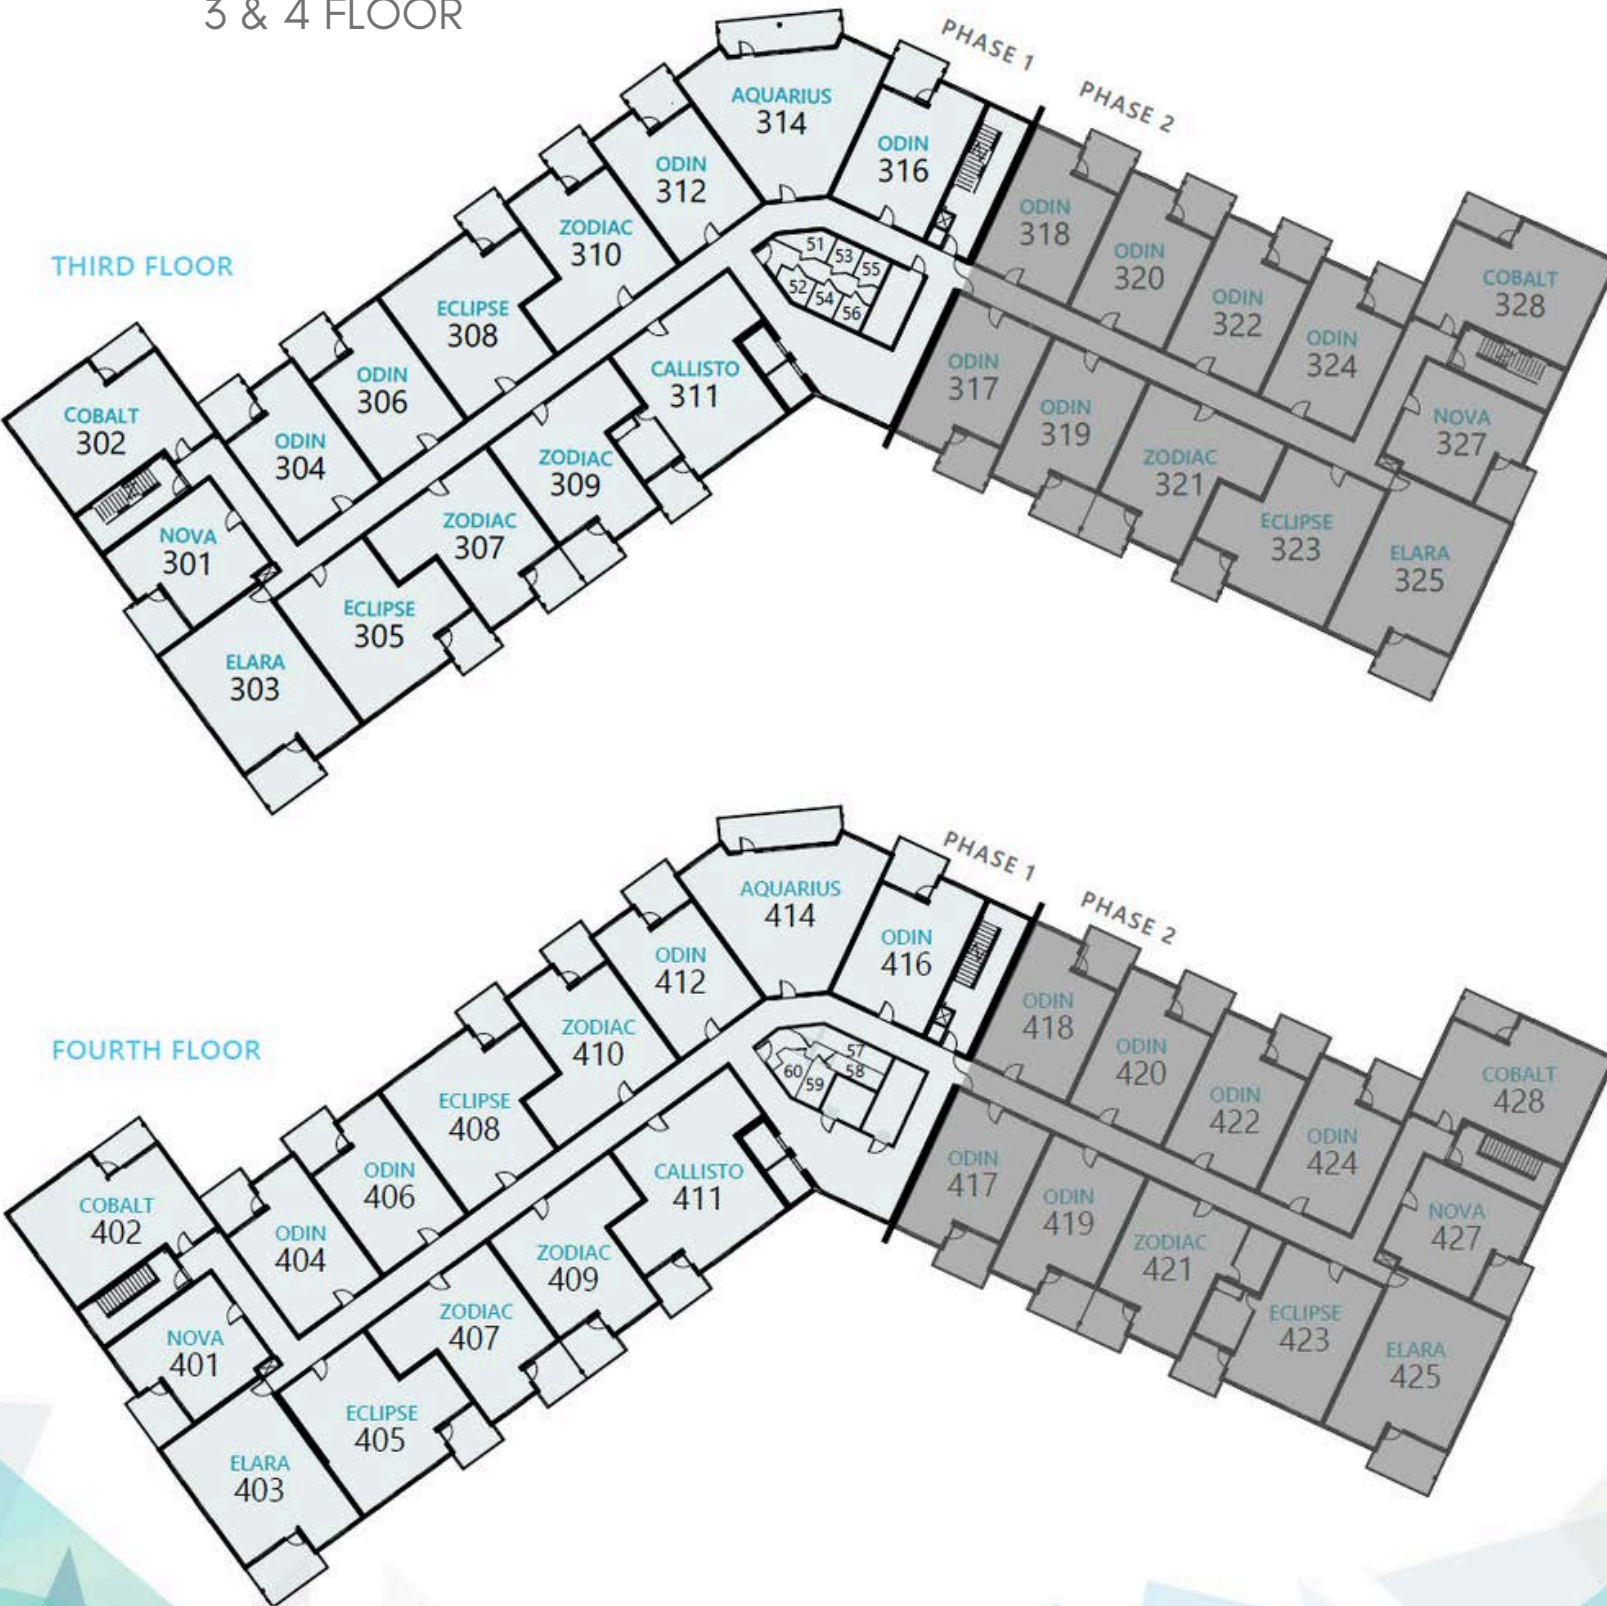 3 & 4 FLOOR
PHASE 1
PHASE 2
THIRD FLOOR
AQUARIUS
314
ODIN
316
ODIN
312
ZODIAC
310
ECLIPSE
308
ODIN
306
ODIN
304
COBALT
302
NOVA
301
ELARA
303
ECLIPSE
305
ZODIAC
307
ZODIAC
309
CALLISTO
311
51
53
55
52
54
56
ODIN
318
ODIN
320
ODIN
322
ODIN
324
COBALT
328
NOVA
327
ELARA
325
ECLIPSE
323
ZODIAC
321
ODIN
319
ODIN
317
PHASE 1
PHASE 2
FOURTH FLOOR
AQUARIUS
414
ODIN
416
ODIN
412
ZODIAC
410
ECLIPSE
408
ODIN
406
ODIN
404
COBALT
402
NOVA
401
ELARA
403
ECLIPSE
405
ZODIAC
407
ZODIAC
409
CALLISTO
411
57
58
60
59
ODIN
418
ODIN
420
ODIN
422
ODIN
424
COBALT
428
NOVA
427
ELARA
425
ECLIPSE
423
ZODIAC
421
ODIN
419
ODIN
417